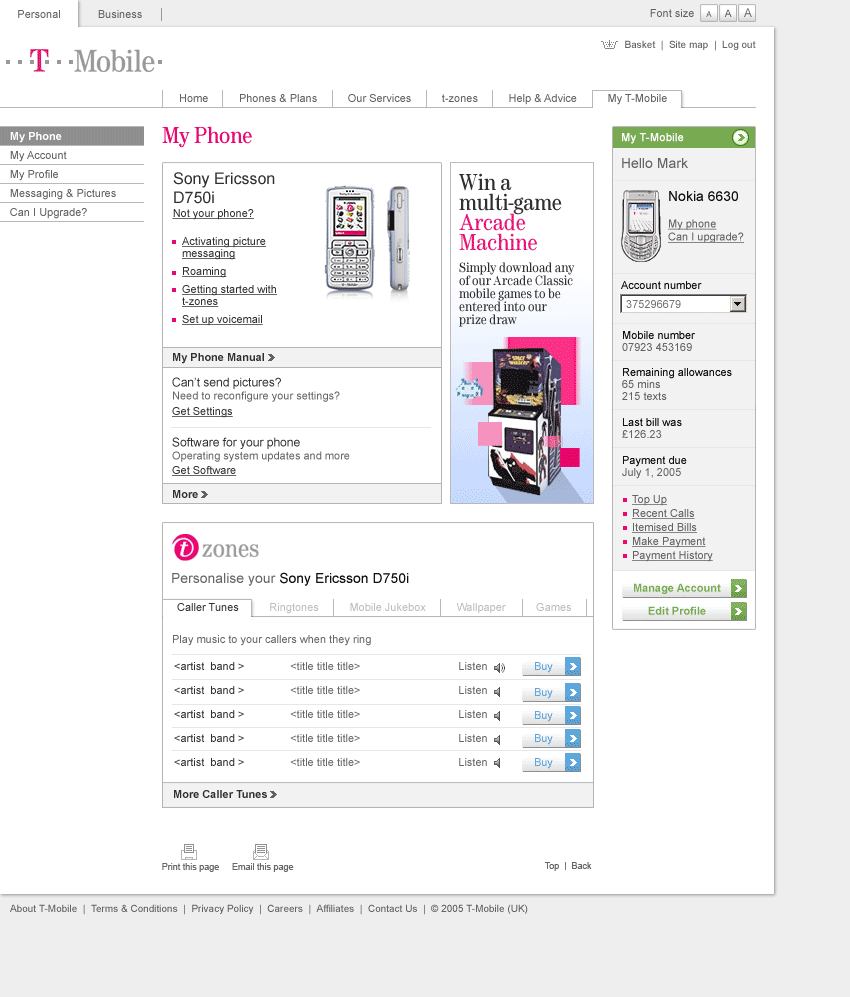 Personal
Business
Font size A A A
Basket | Site map | Log out
T · · Mobile ·
Home
Phones & Plans
Our Services
t-zones
Help & Advice
My T-Mobile
My Phone
My Account
My Profile
Messaging & Pictures
Can I Upgrade?
My Phone
Sony Ericsson
D750i
Not your phone?
Activating picture
messaging
Roaming
Getting started with
t-zones
Set up voicemail
My Phone Manual
Can't send pictures?
Need to reconfigure your settings?
Get Settings
Software for your phone
Operating system updates and more
Get Software
More
Win a
multi-game
Arcade
Machine
Simply download any
of our Arcade Classic
mobile games to be
entered into our
prize draw
My T-Mobile
Hello Mark
Nokia 6630
My phone
Can I upgrade?
Account number
375296679
Mobile number
07923 453169
Remaining allowances
65 mins
215 texts
Last bill was
£126.23
Payment due
July 1, 2005
Top Up
Recent Calls
Itemised Bills
Make Payment
Payment History
Manage Account
Edit Profile
t zones
Personalise your Sony Ericsson D750i
Caller Tunes
Ringtones
Mobile Jukebox
Wallpaper
Games
Play music to your callers when they ring
<artist band > <title title title> Listen Buy
<artist band > <title title title> Listen Buy
<artist band > <title title title> Listen Buy
<artist band > <title title title> Listen Buy
<artist band > <title title title> Listen Buy
More Caller Tunes
Print this page
Email this page
Top | Back
About T-Mobile | Terms & Conditions | Privacy Policy | Careers | Affiliates | Contact Us | © 2005 T-Mobile (UK)